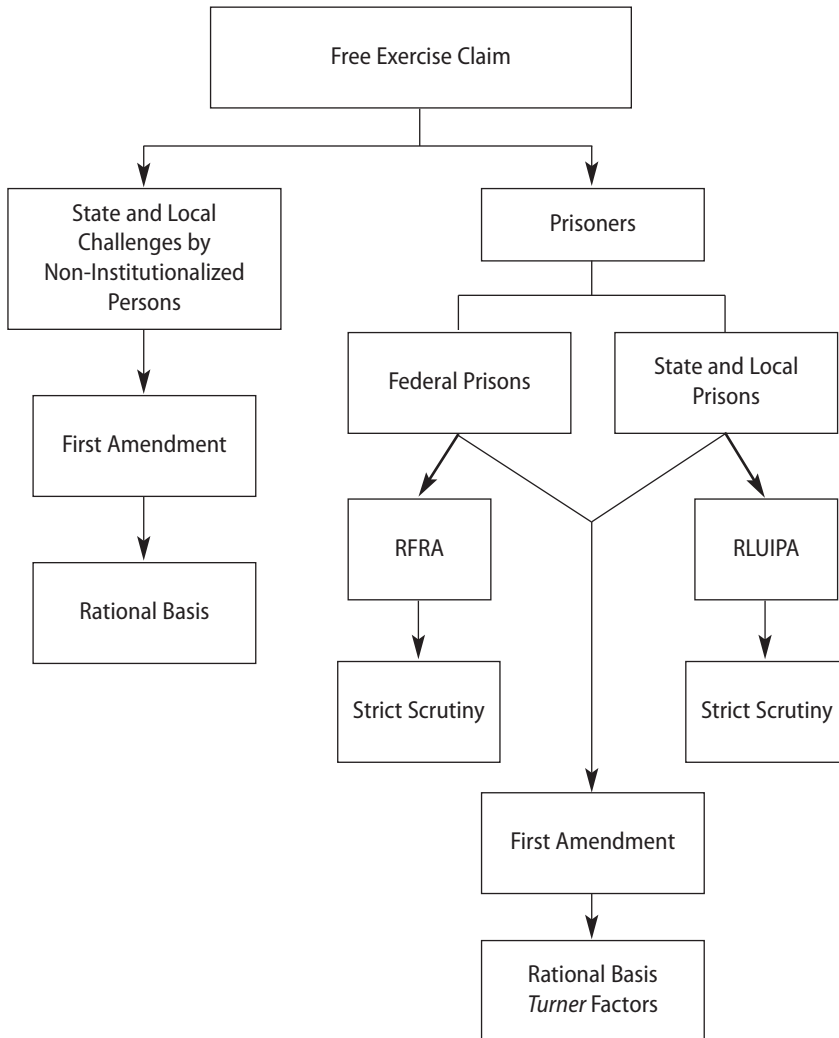 Free Exercise Claim
State and Local
Challenges by
Non-Institutionalized
Persons
Prisoners
Federal Prisons
State and Local
Prisons
First Amendment
RFRA
RLUIPA
Rational Basis
Strict Scrutiny
Strict Scrutiny
First Amendment
Rational Basis
Turner Factors